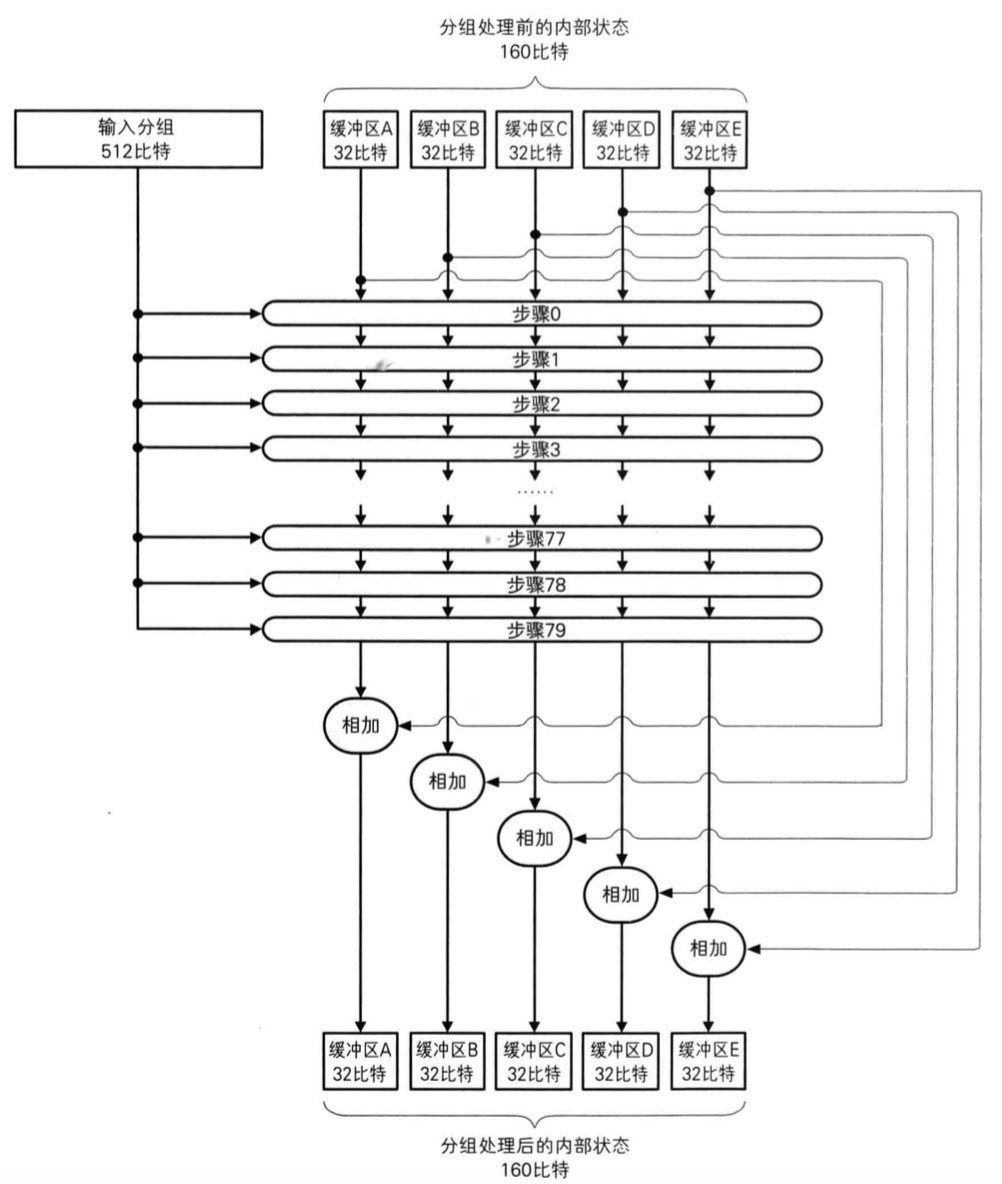 分组处理前的内部状态
160比特
输入分组
512比特
缓冲区A
32比特
缓冲区B
32比特
缓冲区C
32比特
缓冲区D
32比特
缓冲区E
32比特
步骤0
步骤1
步骤2
步骤3
……
步骤77
步骤78
步骤79
相加
相加
相加
相加
相加
缓冲区A
32比特
缓冲区B
32比特
缓冲区C
32比特
缓冲区D
32比特
缓冲区E
32比特
分组处理后的内部状态
160比特